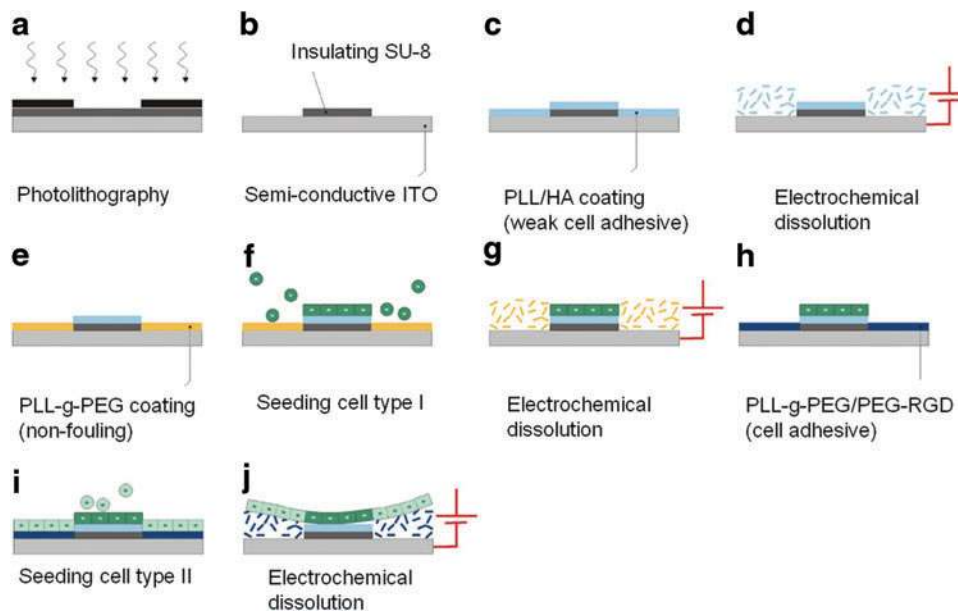 a
Photolithography
b
Insulating SU-8
Semi-conductive ITO
c
PLL/HA coating
(weak cell adhesive)
d
Electrochemical
dissolution
e
PLL-g-PEG coating
(non-fouling)
f
Seeding cell type I
g
Electrochemical
dissolution
h
PLL-g-PEG/PEG-RGD
(cell adhesive)
i
Seeding cell type II
j
Electrochemical
dissolution